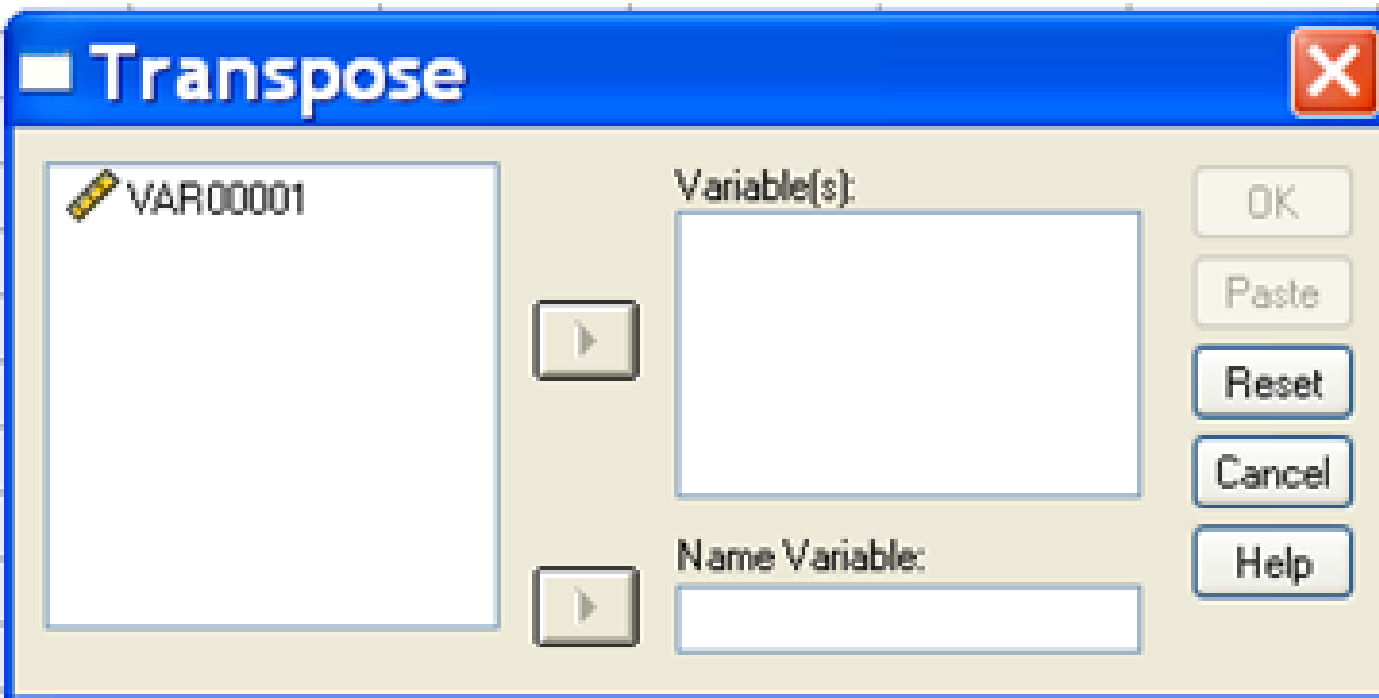 Transpose
VAR00001
Variable(s):
Name Variable:
OK
Paste
Reset
Cancel
Help